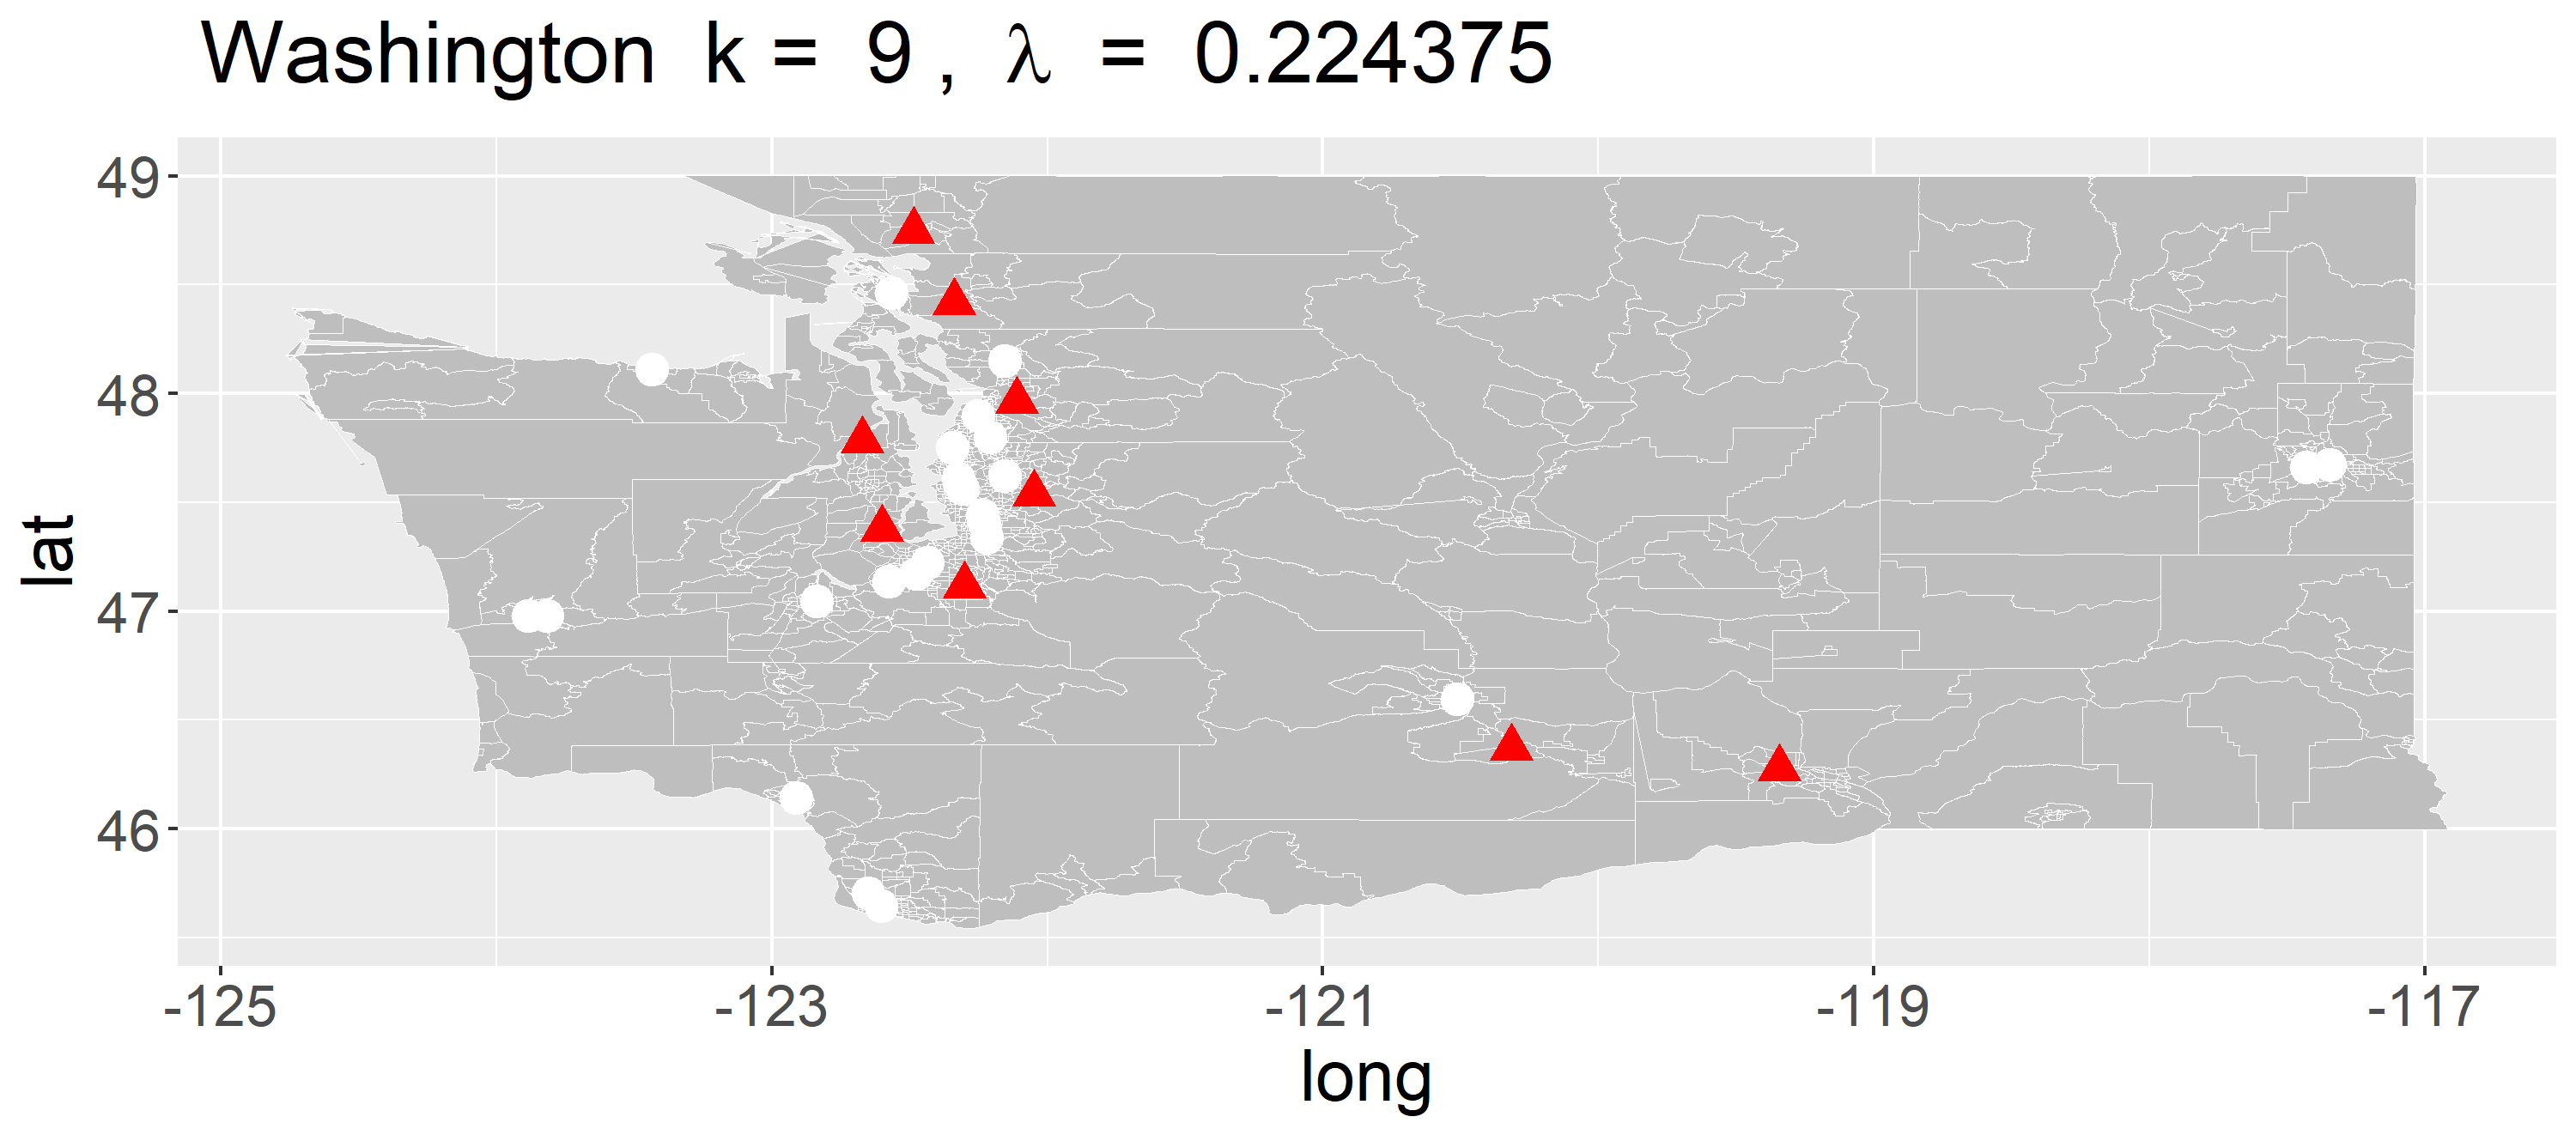 Washington k = 9 , λ = 0.224375
49
48
47
46
lat
-125 -123 -121 -119 -117
long